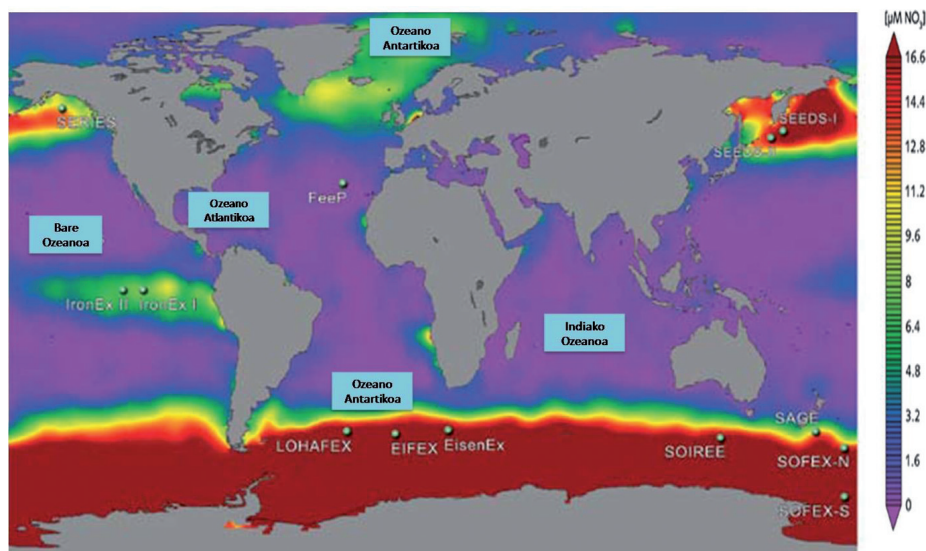 [µM NO₃]
Ozeano
Antartikoa
SERIES
SEEDS-I
SEEDS-II
FeeP
Ozeano
Atlantikoa
Bare
Ozeanoa
IronEx II
IronEx I
Indiako
Ozeanoa
Ozeano
Antartikoa
LOHAFEX
EIFEX
EisenEx
SOIREE
SAGE
SOFEX-N
SOFEX-S
16.6
14.4
12.8
11.2
9.6
8
6.4
4.8
3.2
1.6
0